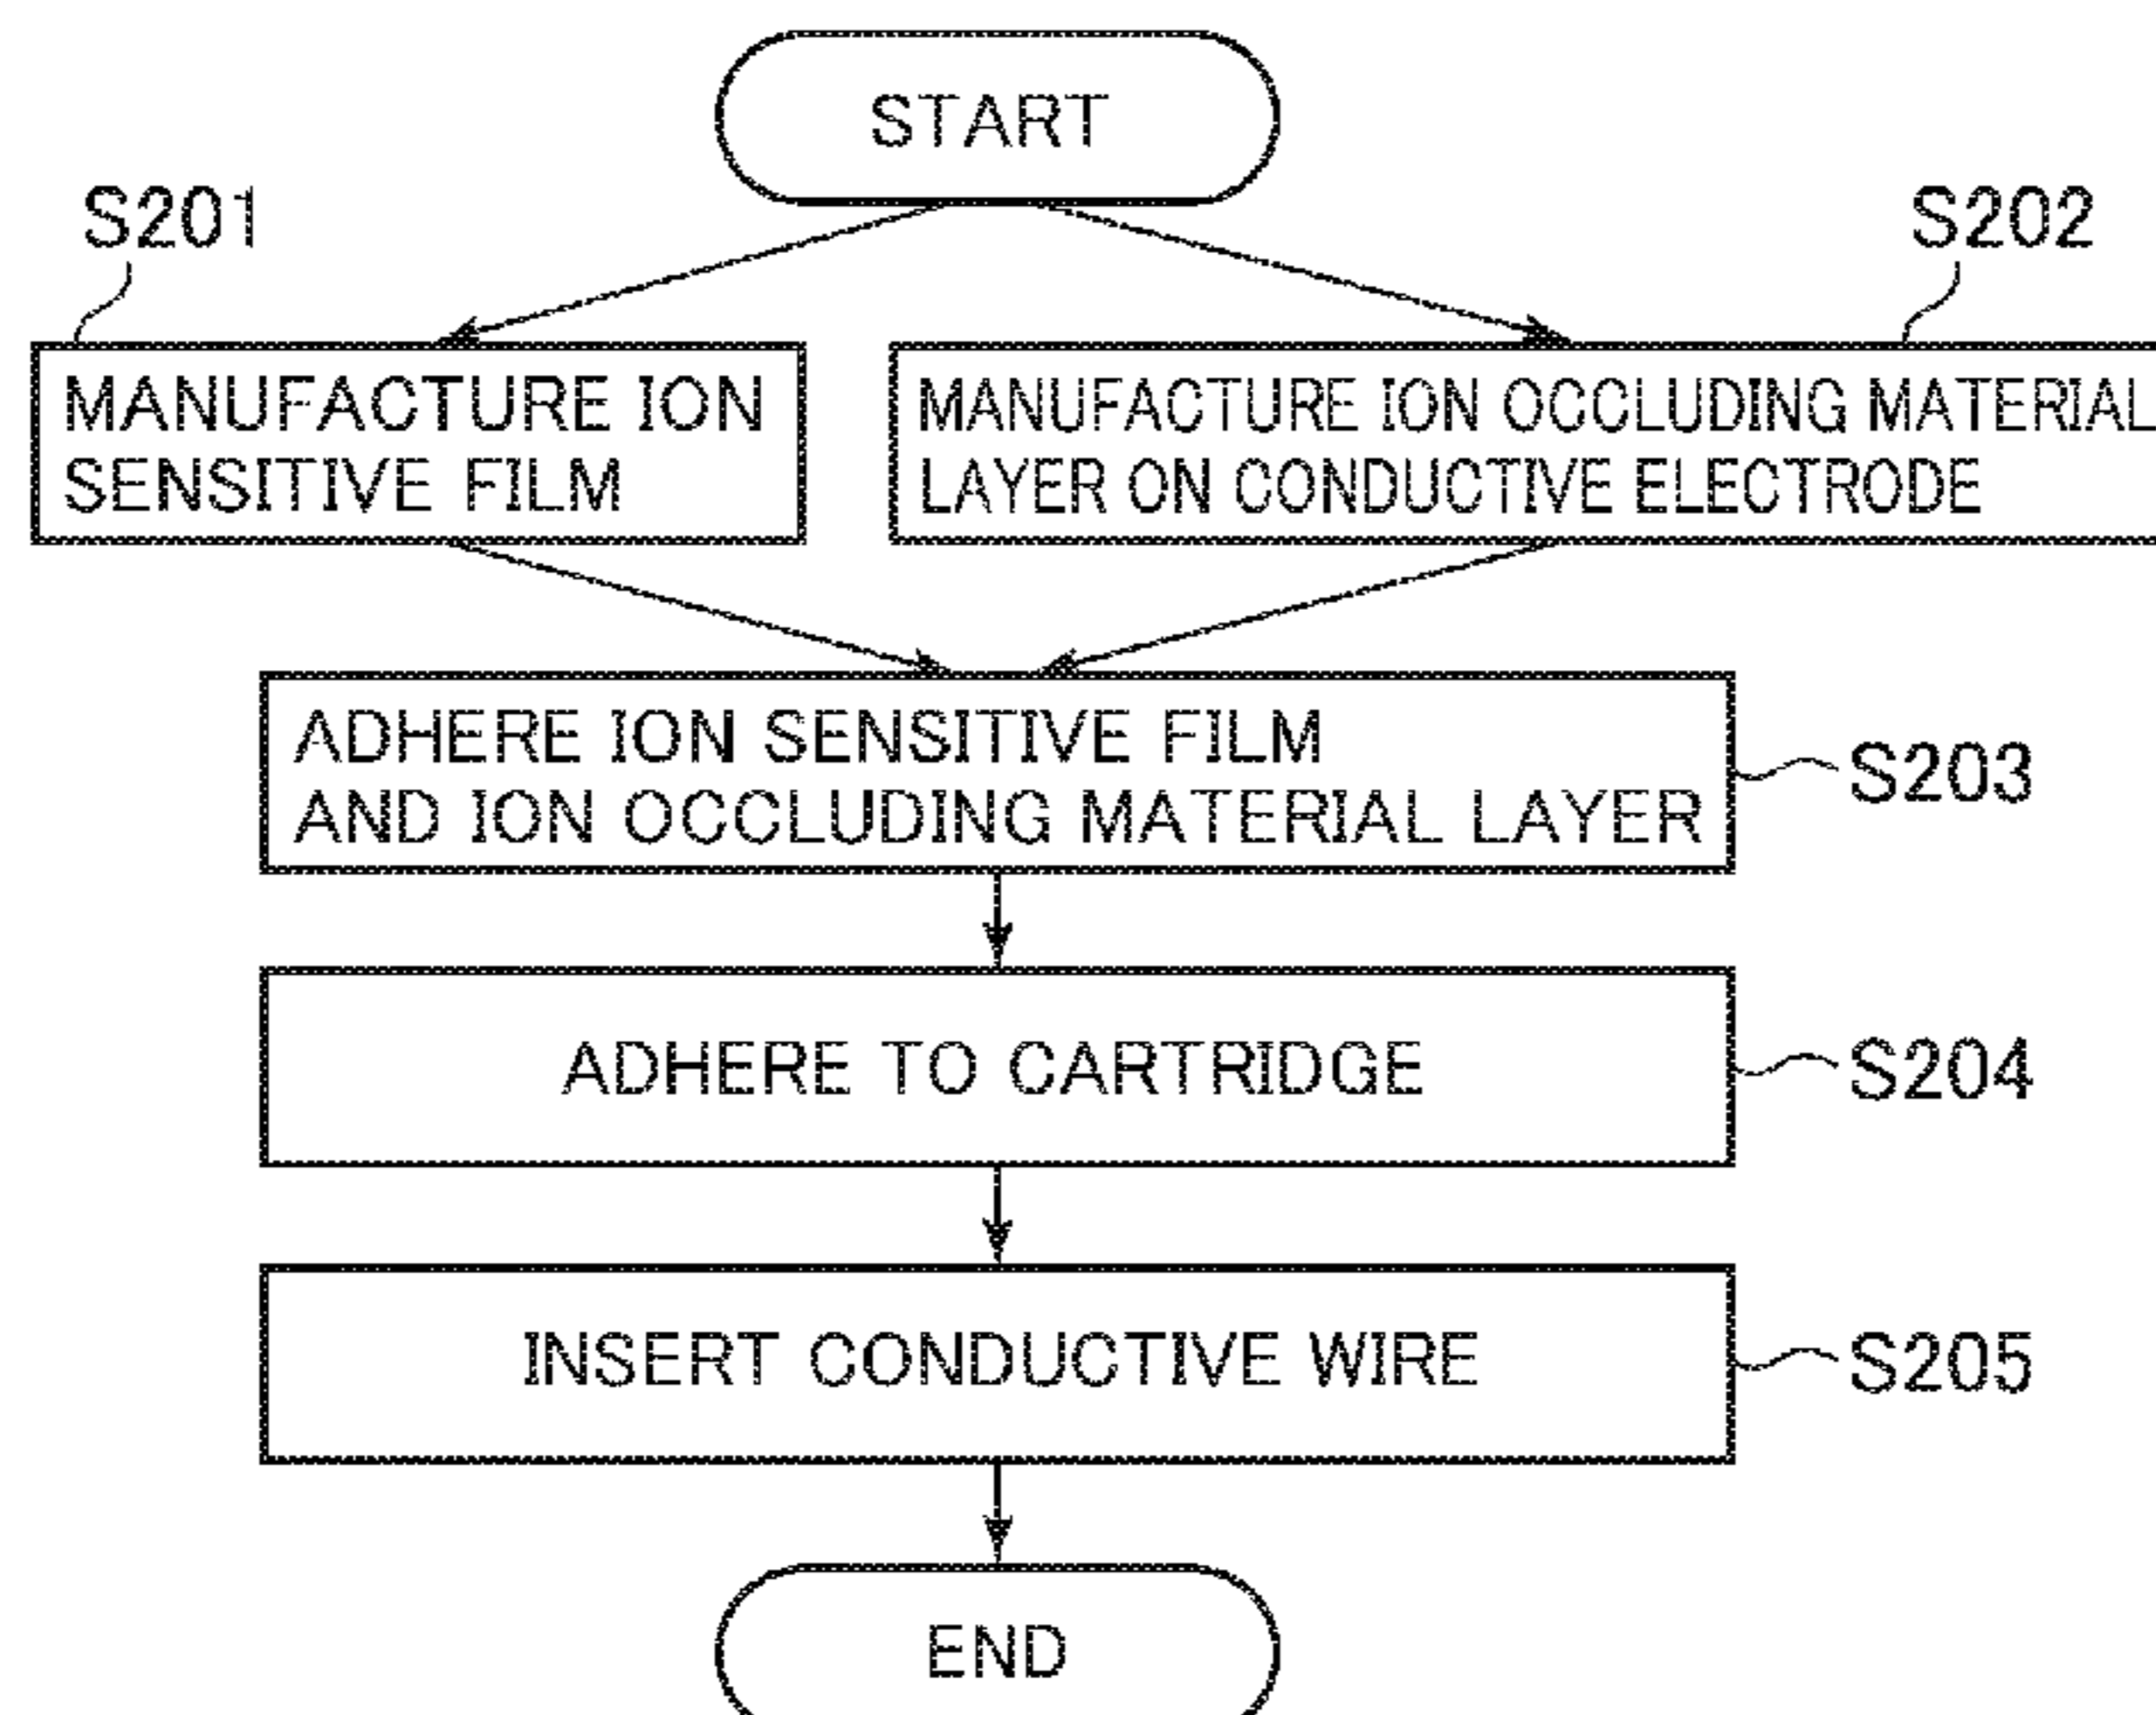 START
S201
S202
MANUFACTURE ION
SENSITIVE FILM
MANUFACTURE ION OCCLUDING MATERIAL
LAYER ON CONDUCTIVE ELECTRODE
ADHERE ION SENSITIVE FILM
AND ION OCCLUDING MATERIAL LAYER
S203
ADHERE TO CARTRIDGE
S204
INSERT CONDUCTIVE WIRE
S205
END